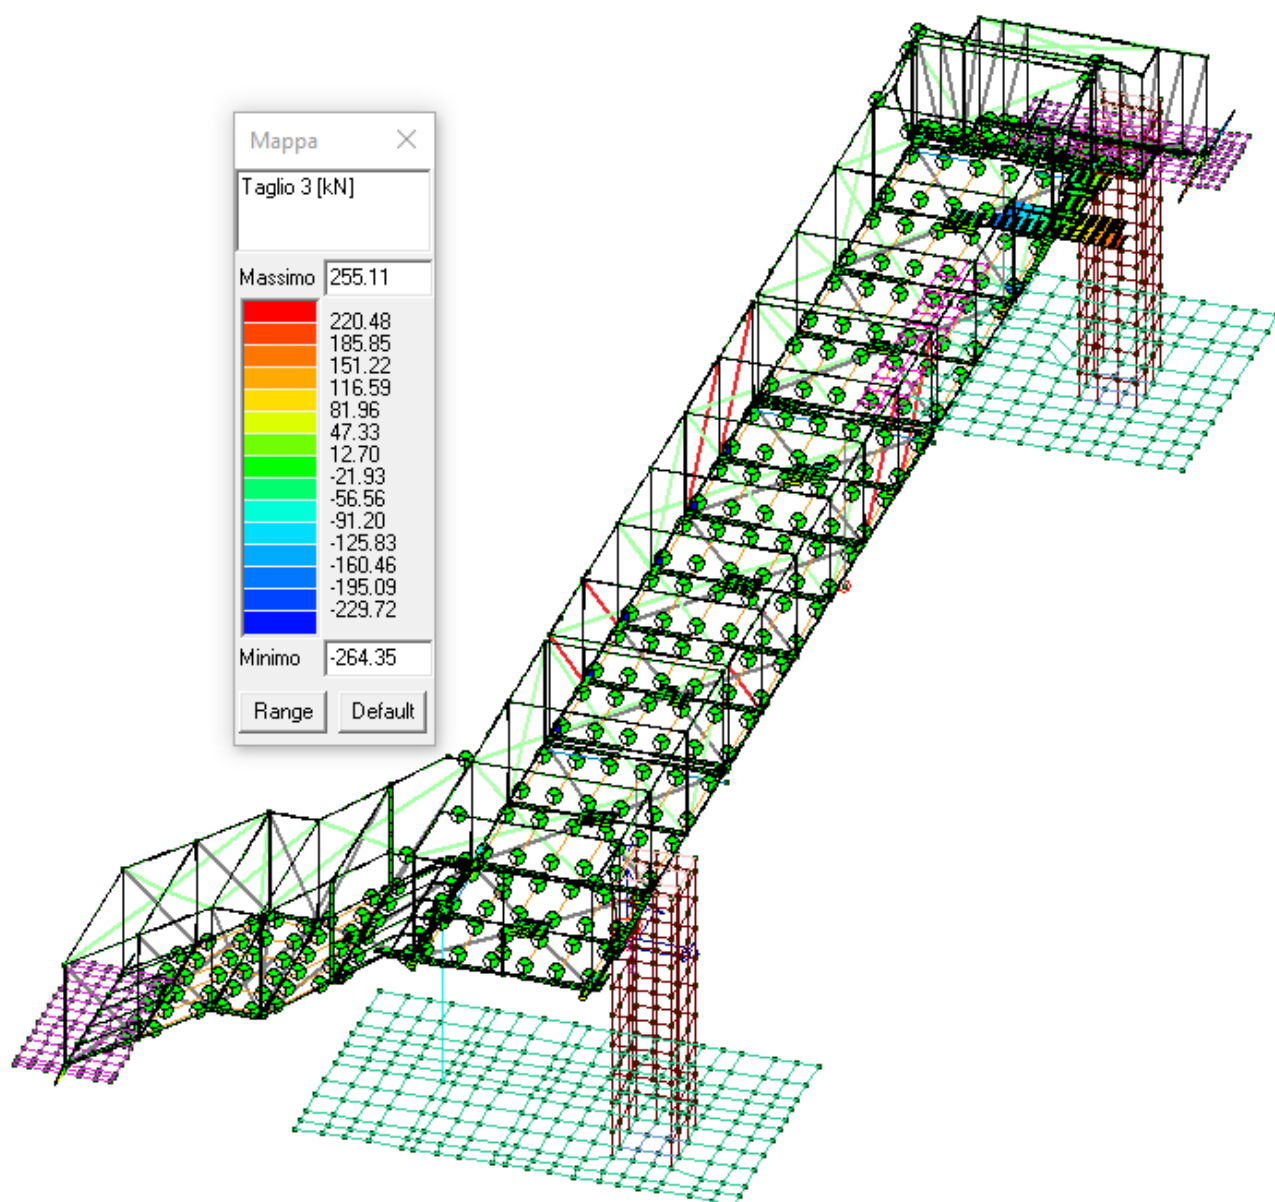 Mappa
Taglio 3 [kN]
Massimo 255.11
220.48
185.85
151.22
116.59
81.96
47.33
12.70
-21.93
-56.56
-91.20
-125.83
-160.46
-195.09
-229.72
Minimo -264.35
Range Default